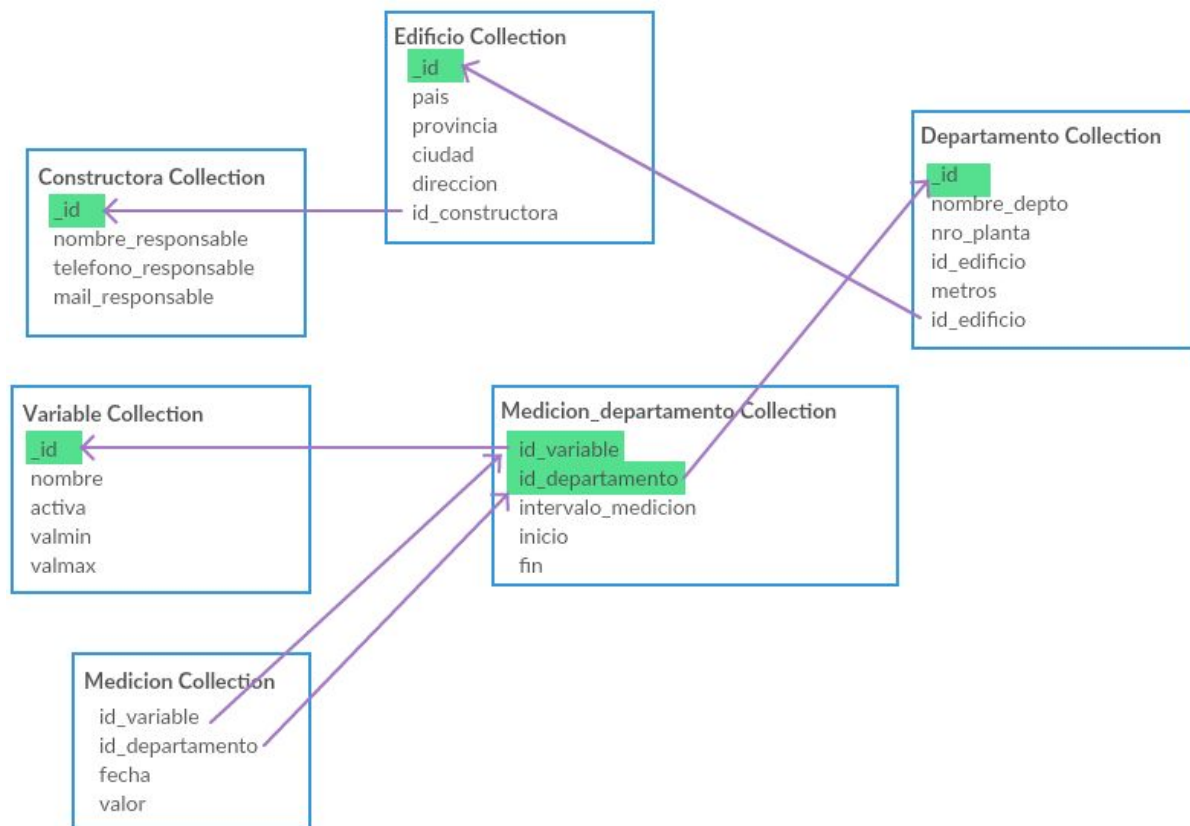 Edificio Collection
_id
pais
provincia
ciudad
direccion
id_constructora
Departamento Collection
_id
nombre_depto
nro_planta
id_edificio
metros
id_edificio
Constructora Collection
_id
nombre_responsable
telefono_responsable
mail_responsable
Variable Collection
_id
nombre
activa
valmin
valmax
Medicion_departamento Collection
id_variable
id_departamento
intervalo_medicion
inicio
fin
Medicion Collection
id_variable
id_departamento
fecha
valor